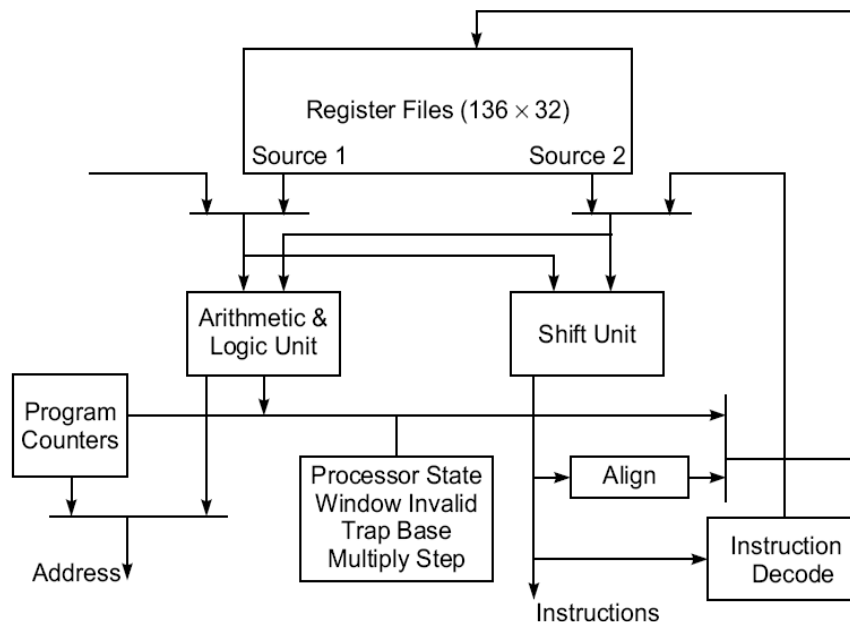 Register Files (136 × 32)
Source 1
Source 2
Arithmetic &
Logic Unit
Shift Unit
Program
Counters
Processor State
Window Invalid
Trap Base
Multiply Step
Align
Instruction
Decode
Address
Instructions